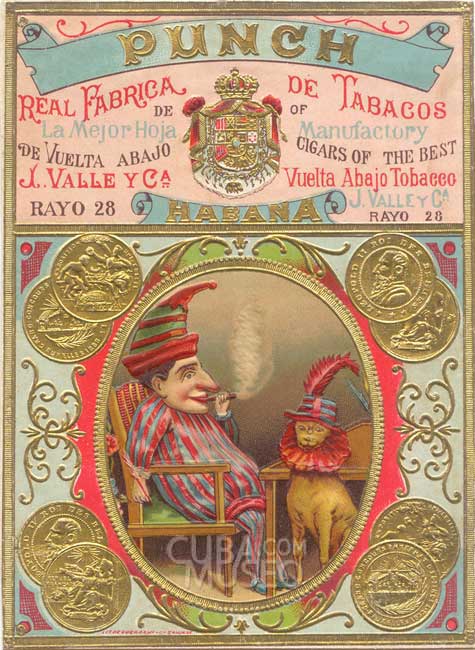 PUNCH
REAL FABRICA DE TABACOS
DE OF
La Mejor Hoja Manufactory
DE VUELTA ABAJO CIGARS OF THE BEST
J. VALLE Y Ca. Vuelta Abajo Tobacco
RAYO 28 J. VALLE Y Ca.
RAYO 28
HABANA
CUBA.COM
MUSEO